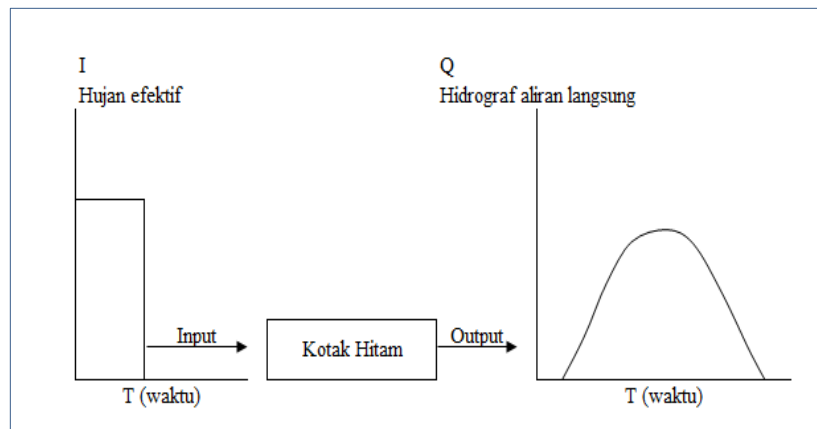 I
Hujan efektif
Q
Hidrograf aliran langsung
Input
Kotak Hitam
Output
T (waktu)
T (waktu)